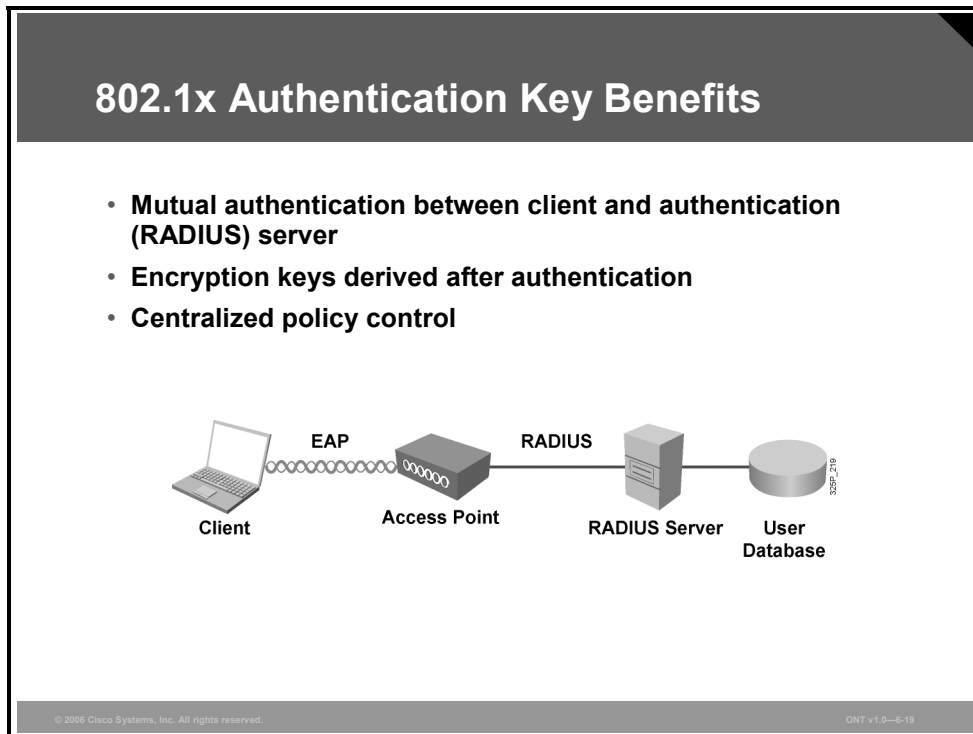 802.1x Authentication Key Benefits
• Mutual authentication between client and authentication
(RADIUS) server
• Encryption keys derived after authentication
• Centralized policy control
EAP
RADIUS
Client
Access Point
RADIUS Server
User
Database
325P_219
© 2006 Cisco Systems, Inc. All rights reserved.
ONT v1.0—6-19